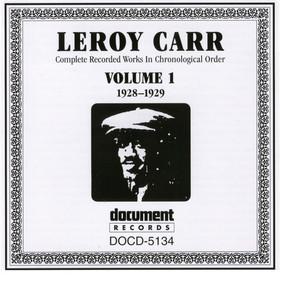 LEROY CARR
Complete Recorded Works In Chronological Order
VOLUME 1
1928–1929
document
RECORDS
DOCD-5134